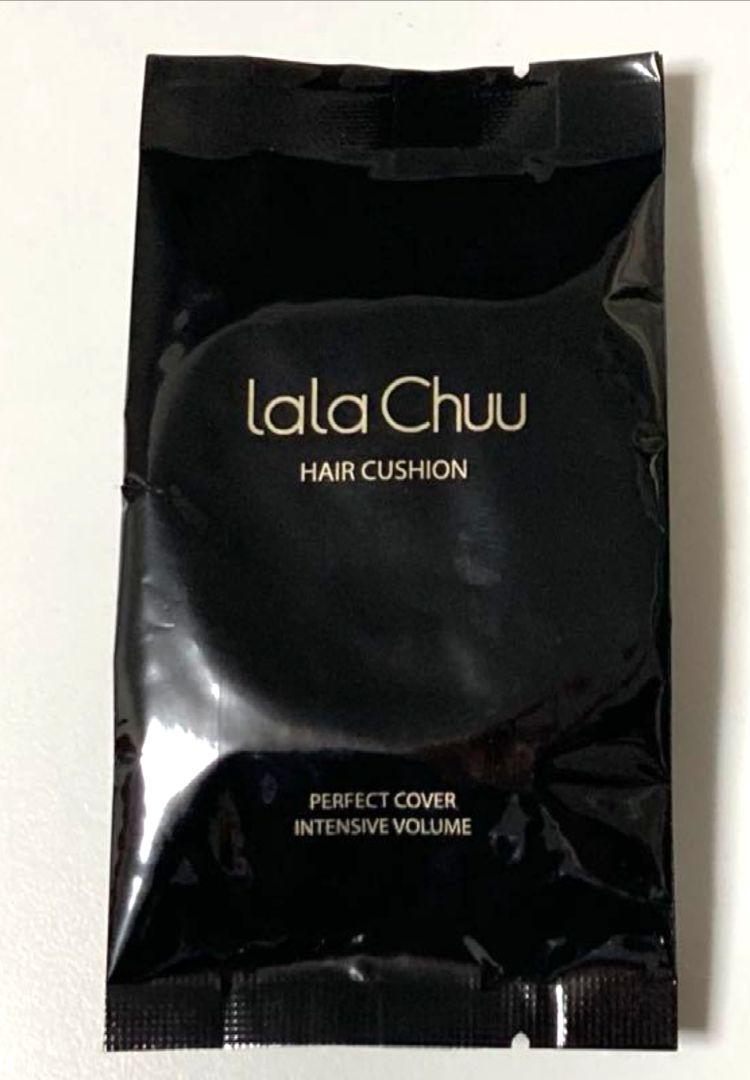 lala Chuu
HAIR CUSHION
PERFECT COVER
INTENSIVE VOLUME